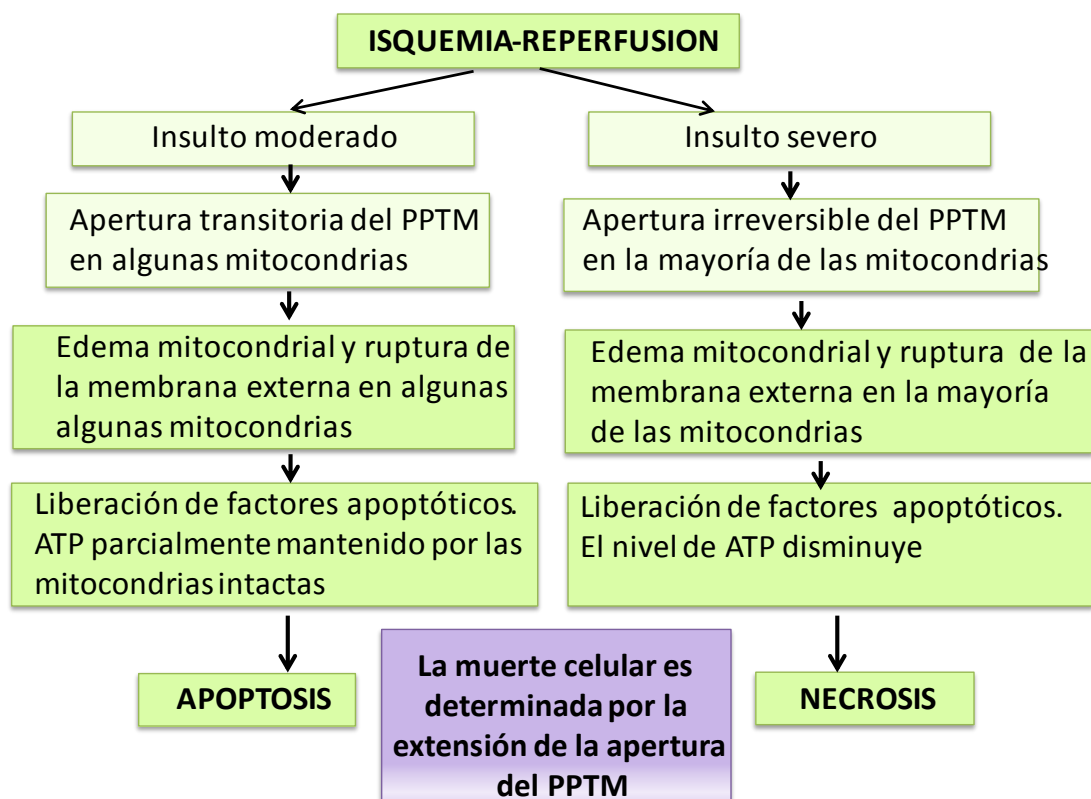 ISQUEMIA-REPERFUSION
Insulto moderado
Apertura transitoria del PPTM
en algunas mitocondrias
Edema mitocondrial y ruptura de
la membrana externa en algunas
algunas mitocondrias
Liberación de factores apoptóticos.
ATP parcialmente mantenido por las
mitocondrias intactas
APOPTOSIS
Insulto severo
Apertura irreversible del PPTM
en la mayoría de las mitocondrias
Edema mitocondrial y ruptura de la
membrana externa en la mayoría
de las mitocondrias
Liberación de factores apoptóticos.
El nivel de ATP disminuye
NECROSIS
La muerte celular es
determinada por la
extensión de la apertura
del PPTM